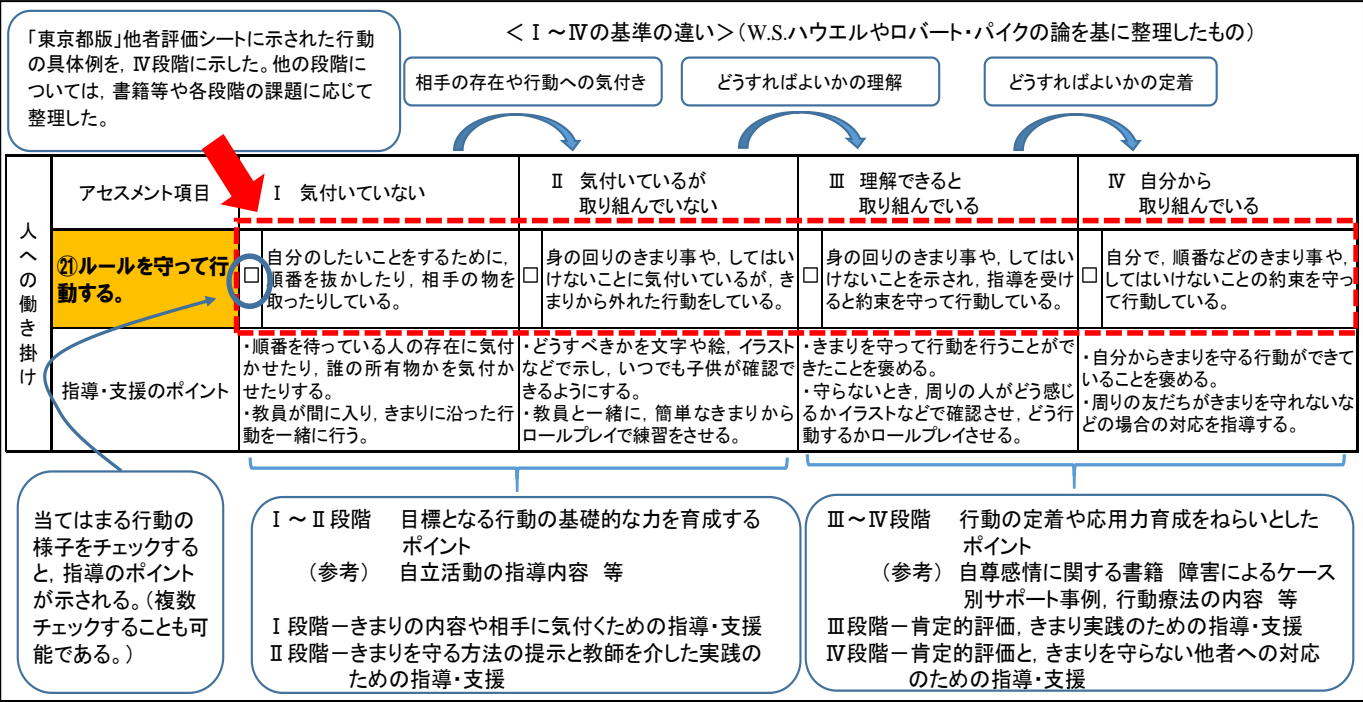 「東京都版」他者評価シートに示された行動
の具体例を，Ⅳ段階に示した。他の段階に
ついては，書籍等や各段階の課題に応じて
整理した。
＜Ⅰ～Ⅳの基準の違い＞（W.S.ハウエルやロバート・パイクの論を基に整理したもの）
相手の存在や行動への気付き
どうすればよいかの理解
どうすればよいかの定着
人への働き掛け
アセスメント項目
Ⅰ　気付いていない
Ⅱ　気付いているが
取り組んでいない
Ⅲ　理解できると
取り組んでいる
Ⅳ　自分から
取り組んでいる
㉑ルールを守って行
動する。
□
自分のしたいことをするために，
順番を抜かしたり，相手の物を
取ったりしている。
□
身の回りのきまり事や，してはい
けないことに気付いているが，き
まりから外れた行動をしている。
□
身の回りのきまり事や，してはい
けないことを示され，指導を受け
ると約束を守って行動している。
□
自分で，順番などのきまり事や，
してはいけないことの約束を守っ
て行動している。
指導・支援のポイント
・順番を待っている人の存在に気付
かせたり，誰の所有物かを気付か
せたりする。
・教員が間に入り，きまりに沿った行
動を一緒に行う。
・どうすべきかを文字や絵，イラスト
などで示し，いつでも子供が確認で
きるようにする。
・教員と一緒に，簡単なきまりから
ロールプレイで練習をさせる。
・きまりを守って行動を行うことがで
きたことを褒める。
・守らないとき，周りの人がどう感じ
るかイラストなどで確認させ，どう行
動するかロールプレイさせる。
・自分からきまりを守る行動ができて
いることを褒める。
・周りの友だちがきまりを守れないな
どの場合の対応を指導する。
当てはまる行動の
様子をチェックする
と，指導のポイント
が示される。（複数
チェックすることも可
能である。）
Ⅰ～Ⅱ段階　目標となる行動の基礎的な力を育成する
ポイント
（参考）　自立活動の指導内容　等
Ⅰ段階－きまりの内容や相手に気付くための指導・支援
Ⅱ段階－きまりを守る方法の提示と教師を介した実践の
ための指導・支援
Ⅲ～Ⅳ段階　行動の定着や応用力育成をねらいとした
ポイント
（参考）　自尊感情に関する書籍　障害によるケース
別サポート事例，行動療法の内容　等
Ⅲ段階－肯定的評価，きまり実践のための指導・支援
Ⅳ段階－肯定的評価と，きまりを守らない他者への対応
のための指導・支援